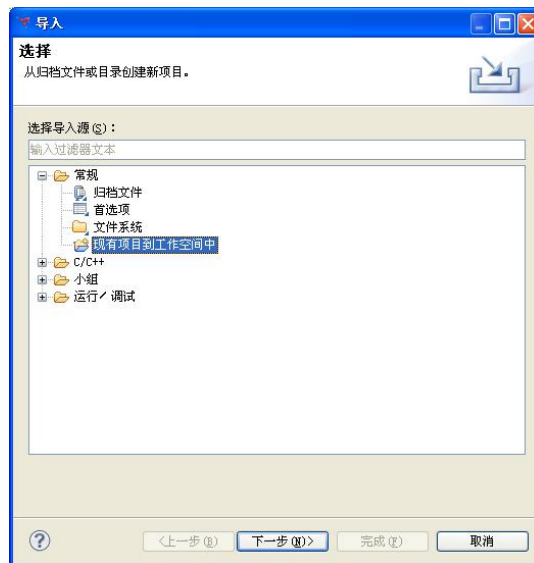 导入
选择
从归档文件或目录创建新项目。
选择导入源(S)：
输入过滤器文本
常规
归档文件
首选项
文件系统
现有项目到工作空间中
C/C++
小组
运行／调试
<上一步(B) 下一步(N)> 完成(F) 取消